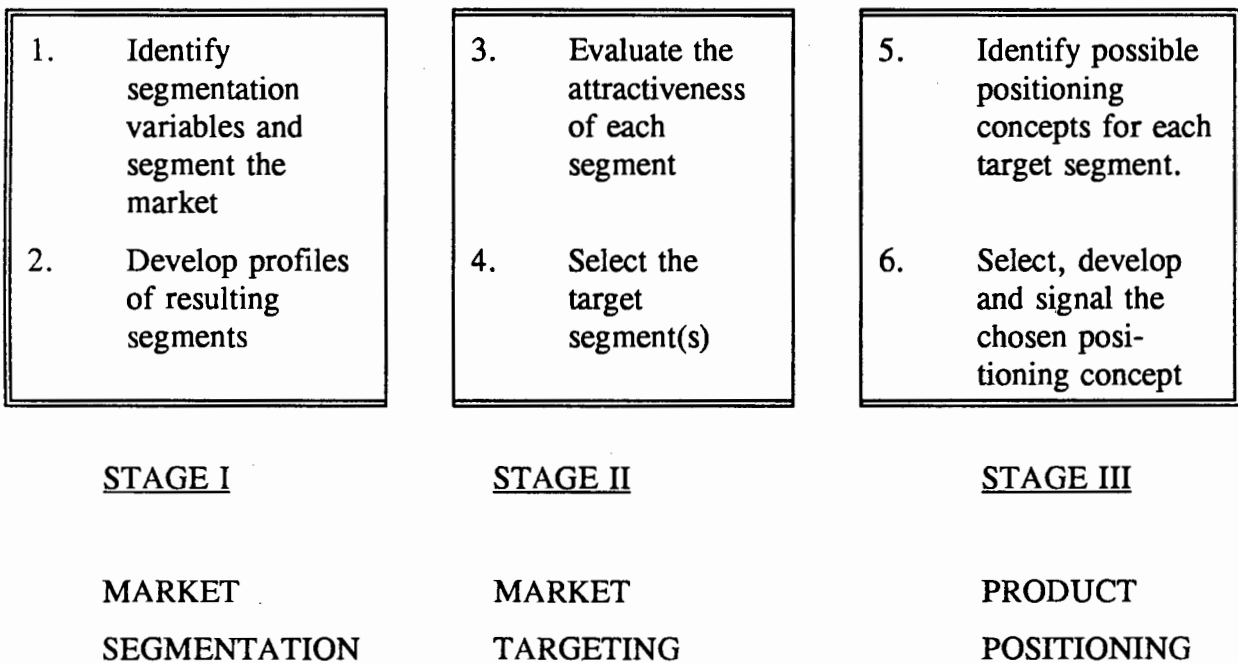 1. Identify
segmentation
variables and
segment the
market
2. Develop profiles
of resulting
segments
3. Evaluate the
attractiveness
of each
segment
4. Select the
target
segment(s)
5. Identify possible
positioning
concepts for each
target segment.
6. Select, develop
and signal the
chosen posi-
tioning concept
STAGE I
MARKET
SEGMENTATION
STAGE II
MARKET
TARGETING
STAGE III
PRODUCT
POSITIONING